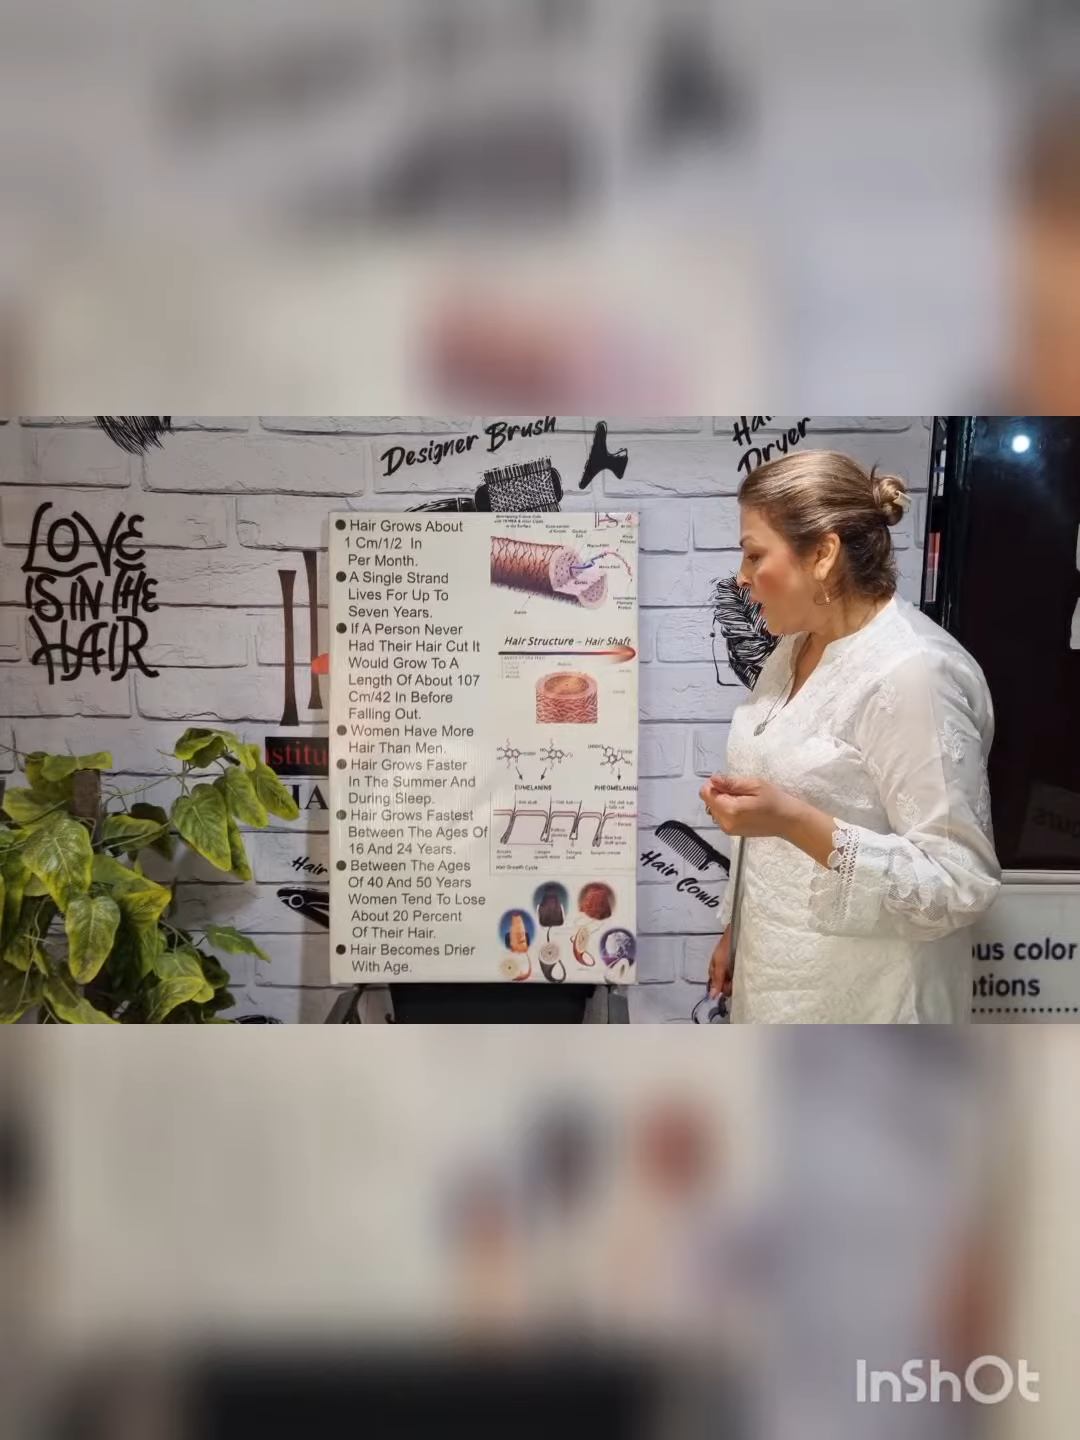 Designer Brush
Hair
Dryer
LOVE
IS IN THE
HAIR
● Hair Grows About
1 Cm/1/2 In
Per Month.
● A Single Strand
Lives For Up To
Seven Years.
● If A Person Never
Had Their Hair Cut It
Would Grow To A
Length Of About 107
Cm/42 In Before
Falling Out.
● Women Have More
Hair Than Men.
● Hair Grows Faster
In The Summer And
During Sleep.
● Hair Grows Fastest
Between The Ages Of
16 And 24 Years.
● Between The Ages
Of 40 And 50 Years
Women Tend To Lose
About 20 Percent
Of Their Hair.
● Hair Becomes Drier
With Age.
Hair Structure – Hair Shaft
EUMELANINS
PHEOMELANINS
Hair Growth Cycle
Hair
Hair Comb
color
InShOt